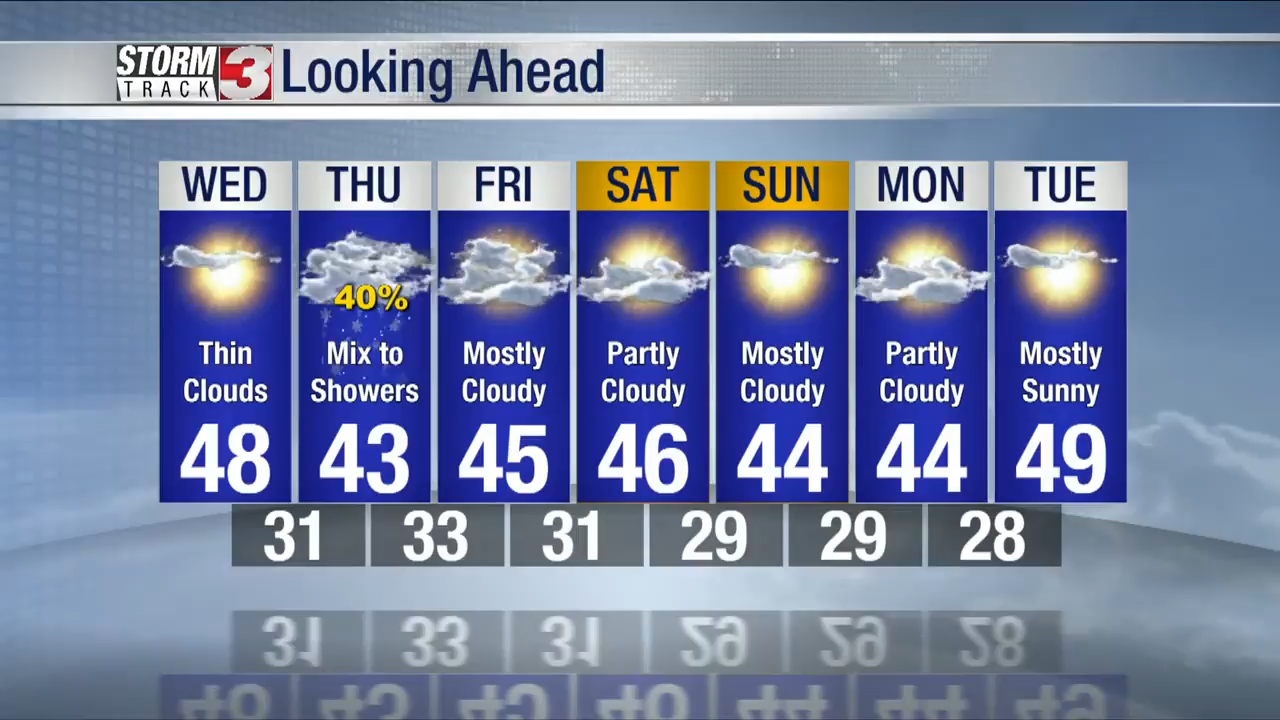 STORM
TRACK 3
Looking Ahead
WED THU FRI SAT SUN MON TUE
40%
Thin Clouds
Mix to Showers
Mostly Cloudy
Partly Cloudy
Mostly Cloudy
Partly Cloudy
Mostly Sunny
48 43 45 46 44 44 49
31 33 31 29 29 28